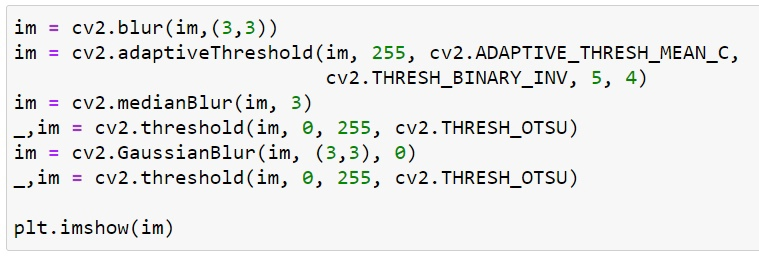 im = cv2.blur(im,(3,3))
im = cv2.adaptiveThreshold(im, 255, cv2.ADAPTIVE_THRESH_MEAN_C,
                           cv2.THRESH_BINARY_INV, 5, 4)
im = cv2.medianBlur(im, 3)
_,im = cv2.threshold(im, 0, 255, cv2.THRESH_OTSU)
im = cv2.GaussianBlur(im, (3,3), 0)
_,im = cv2.threshold(im, 0, 255, cv2.THRESH_OTSU)

plt.imshow(im)